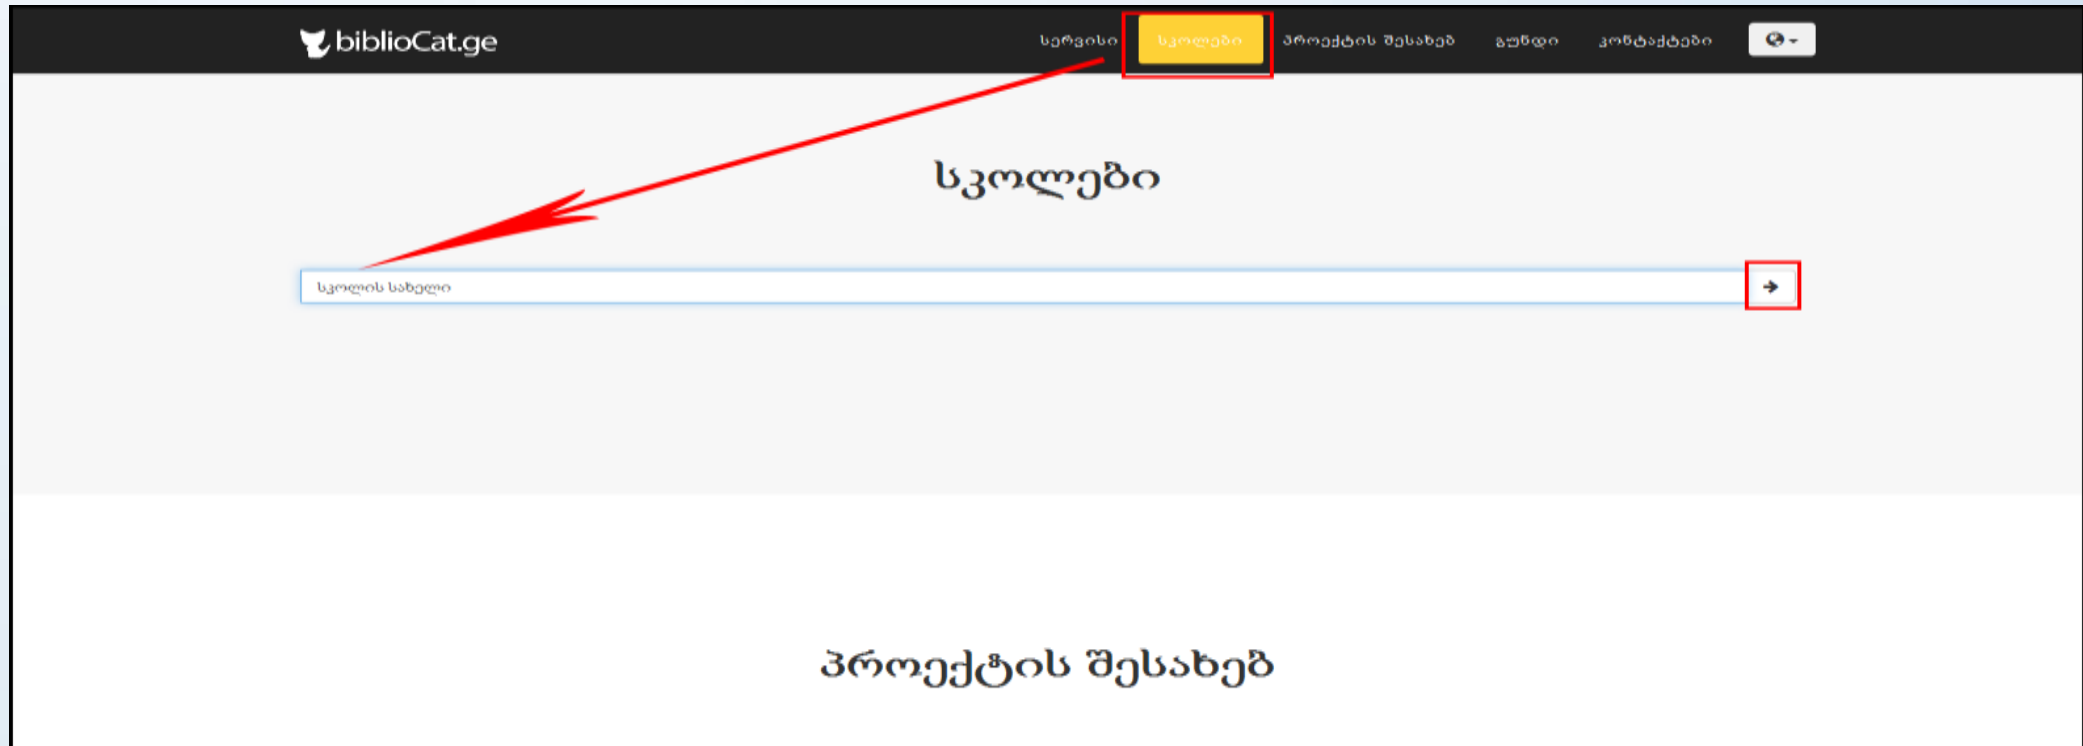 biblioCat.ge
სერვისი სკოლები პროექტის შესახებ გუნდი კონტაქტები
სკოლები
სკოლის სახელი
პროექტის შესახებ